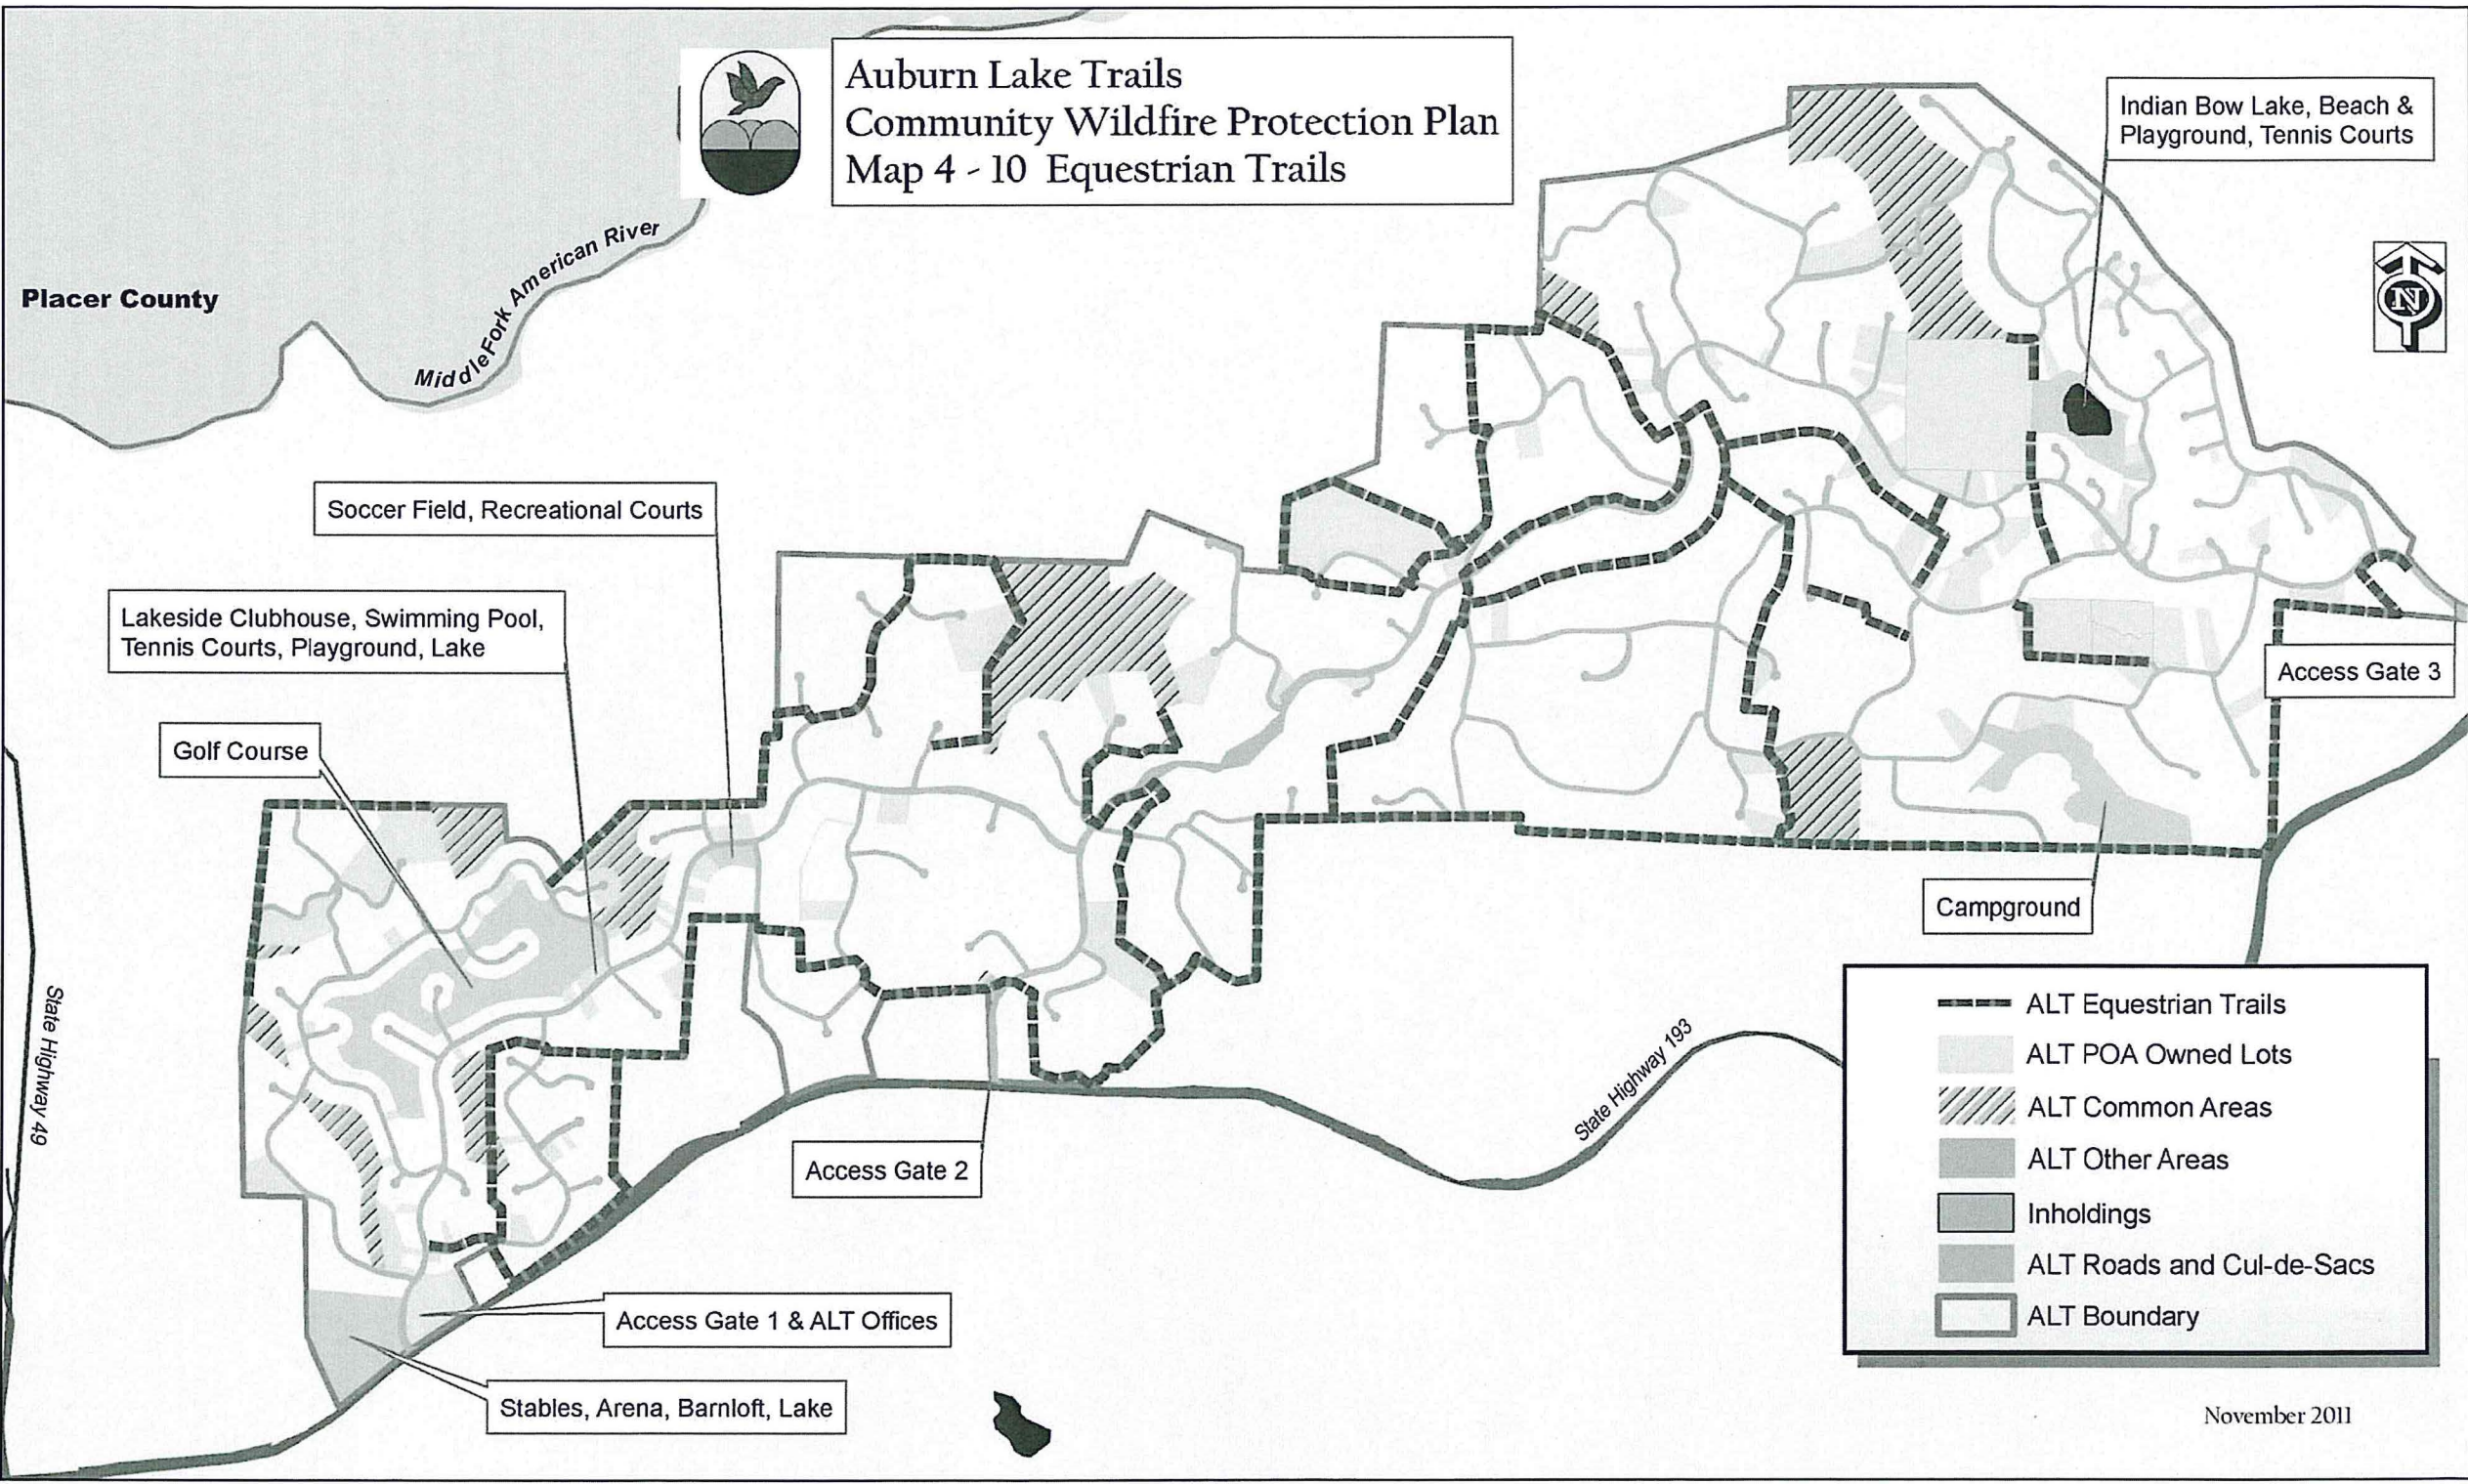 Auburn Lake Trails
Community Wildfire Protection Plan
Map 4 - 10 Equestrian Trails
Indian Bow Lake, Beach &
Playground, Tennis Courts
N
Placer County
Middle Fork American River
Soccer Field, Recreational Courts
Lakeside Clubhouse, Swimming Pool,
Tennis Courts, Playground, Lake
Golf Course
Access Gate 3
Campground
State Highway 49
State Highway 193
Access Gate 2
Access Gate 1 & ALT Offices
Stables, Arena, Barnloft, Lake
ALT Equestrian Trails
ALT POA Owned Lots
ALT Common Areas
ALT Other Areas
Inholdings
ALT Roads and Cul-de-Sacs
ALT Boundary
November 2011